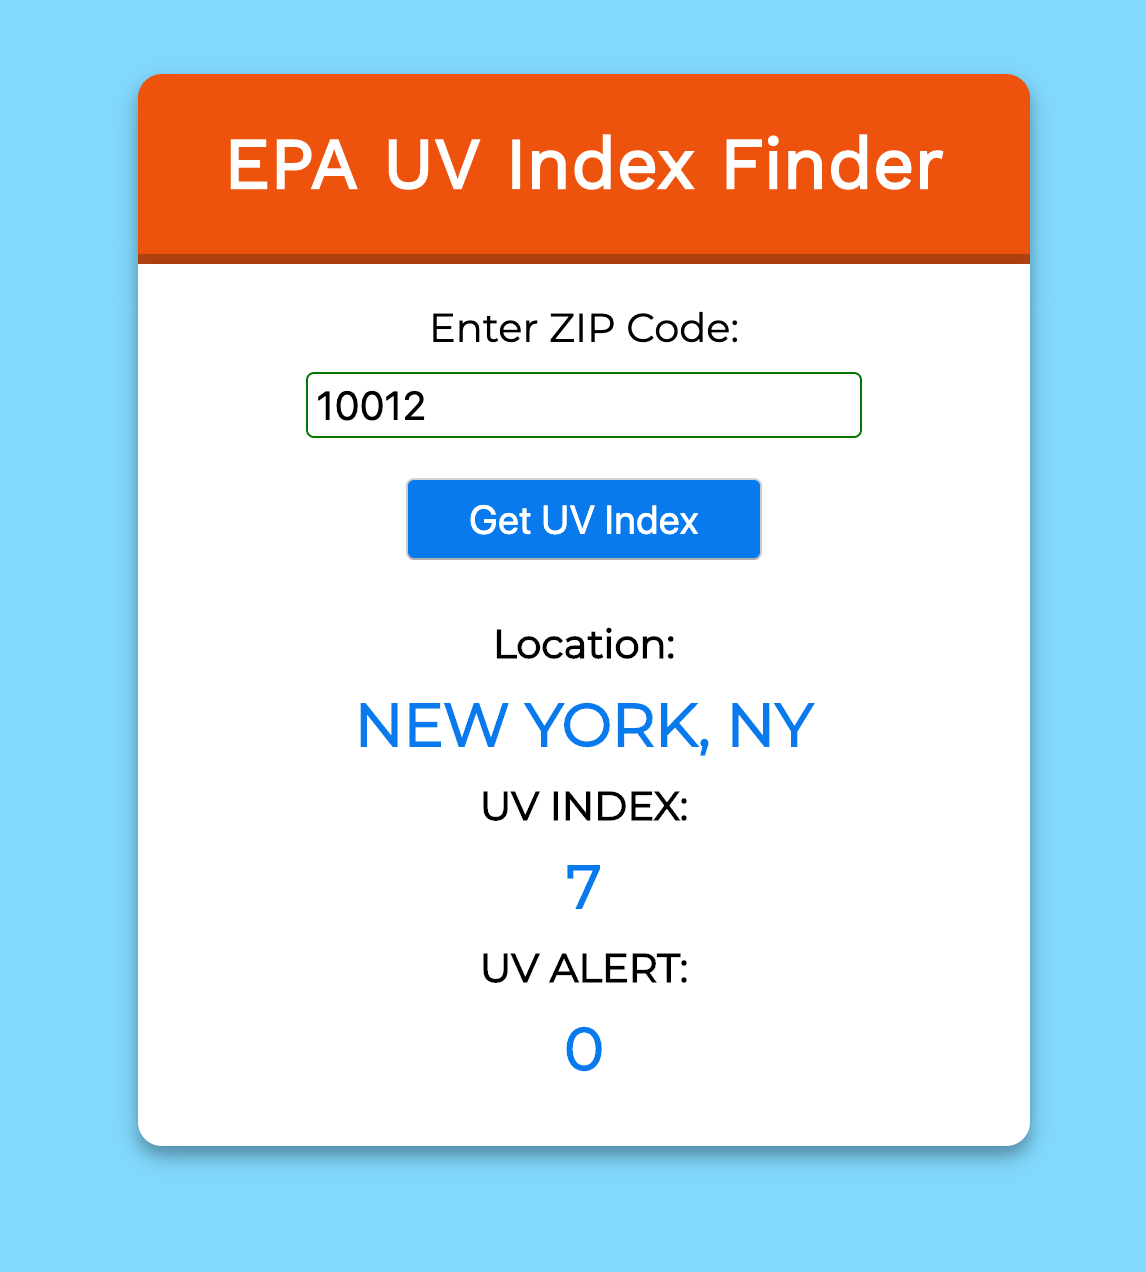 EPA UV Index Finder
Enter ZIP Code:
10012
Get UV Index
Location:
NEW YORK, NY
UV INDEX:
7
UV ALERT:
0